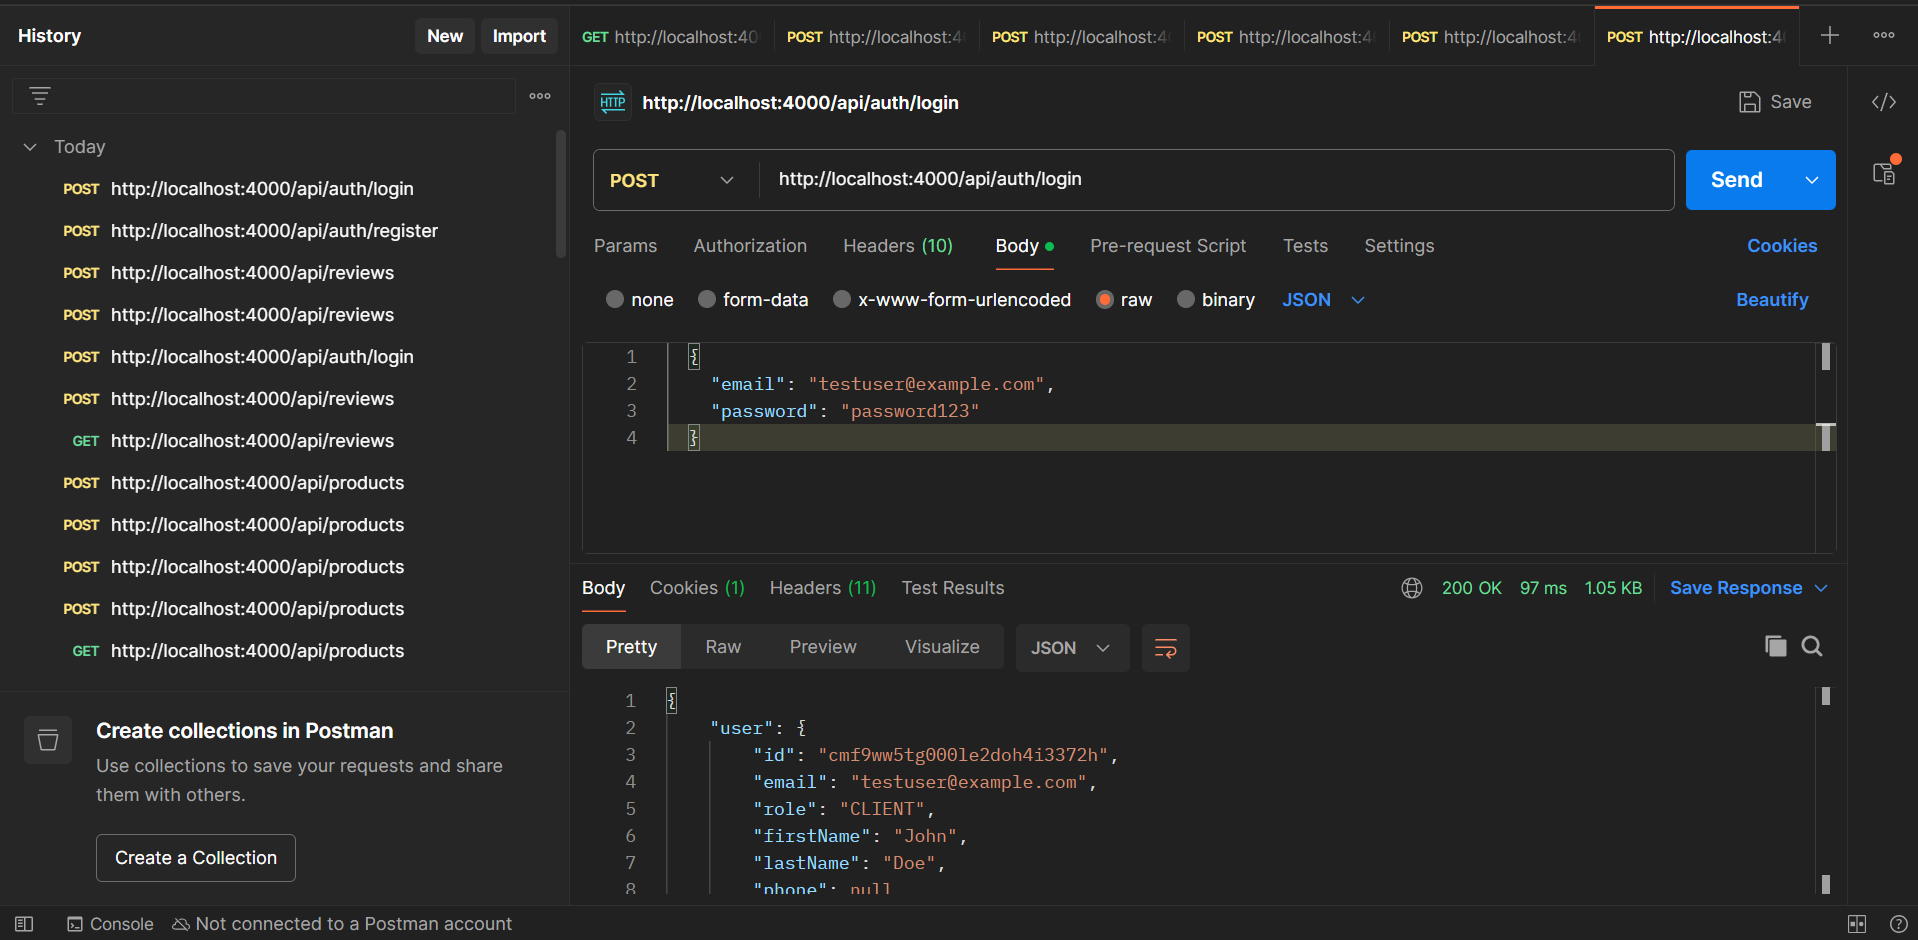 History
New
Import
Today
POST http://localhost:4000/api/auth/login
POST http://localhost:4000/api/auth/register
POST http://localhost:4000/api/reviews
POST http://localhost:4000/api/reviews
POST http://localhost:4000/api/auth/login
POST http://localhost:4000/api/reviews
GET http://localhost:4000/api/reviews
POST http://localhost:4000/api/products
POST http://localhost:4000/api/products
POST http://localhost:4000/api/products
POST http://localhost:4000/api/products
GET http://localhost:4000/api/products
Create collections in Postman
Use collections to save your requests and share
them with others.
Create a Collection
GET http://localhost:40
POST http://localhost:4
POST http://localhost:4
POST http://localhost:4
POST http://localhost:4
POST http://localhost:4
HTTP http://localhost:4000/api/auth/login
Save
POST http://localhost:4000/api/auth/login
Send
Params Authorization Headers (10) Body Pre-request Script Tests Settings Cookies
none form-data x-www-form-urlencoded raw binary JSON Beautify
1 {
2 "email": "testuser@example.com",
3 "password": "password123"
4 }
Body Cookies (1) Headers (11) Test Results 200 OK 97 ms 1.05 KB Save Response
Pretty Raw Preview Visualize JSON
1 {
2 "user": {
3 "id": "cmf9ww5tg000le2doh4i3372h",
4 "email": "testuser@example.com",
5 "role": "CLIENT",
6 "firstName": "John",
7 "lastName": "Doe",
8 "phone": null
Console Not connected to a Postman account